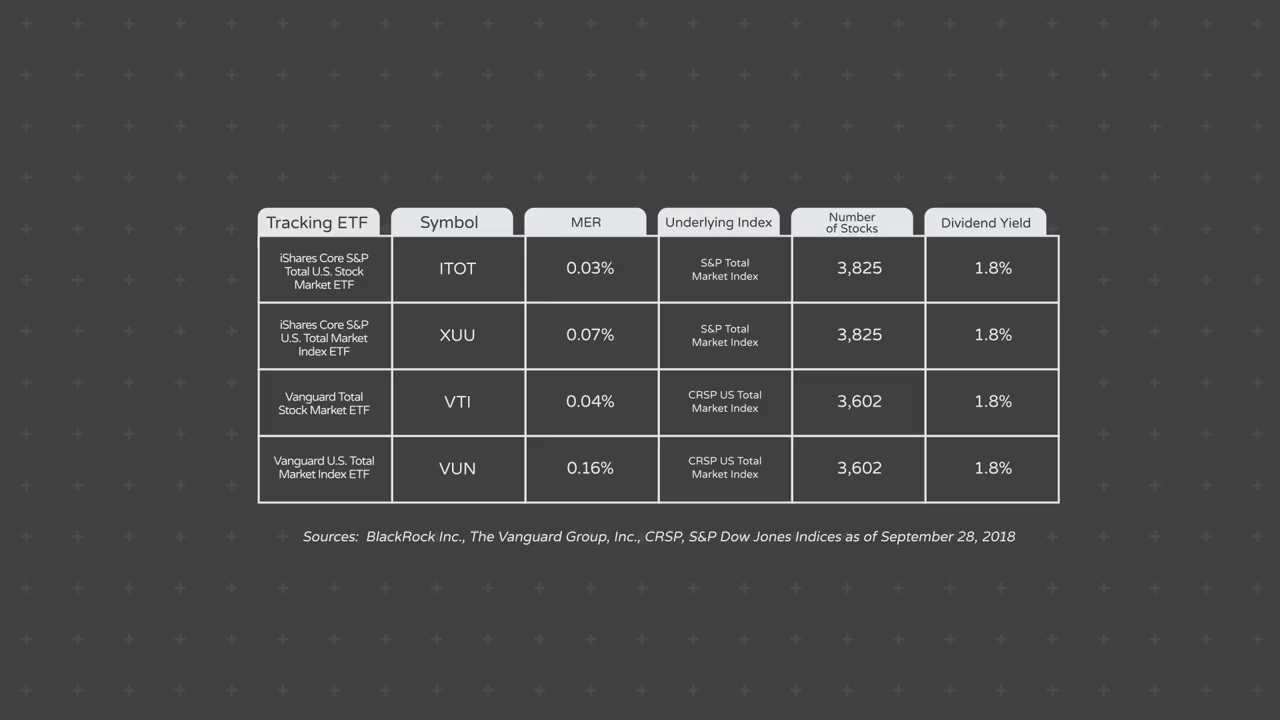 Tracking ETF
Symbol
MER
Underlying Index
Number
of Stocks
Dividend Yield
iShares Core S&P
Total U.S. Stock
Market ETF
ITOT
0.03%
S&P Total
Market Index
3,825
1.8%
iShares Core S&P
U.S. Total Market
Index ETF
XUU
0.07%
S&P Total
Market Index
3,825
1.8%
Vanguard Total
Stock Market ETF
VTI
0.04%
CRSP US Total
Market Index
3,602
1.8%
Vanguard U.S. Total
Market Index ETF
VUN
0.16%
CRSP US Total
Market Index
3,602
1.8%
Sources: BlackRock Inc., The Vanguard Group, Inc., CRSP, S&P Dow Jones Indices as of September 28, 2018